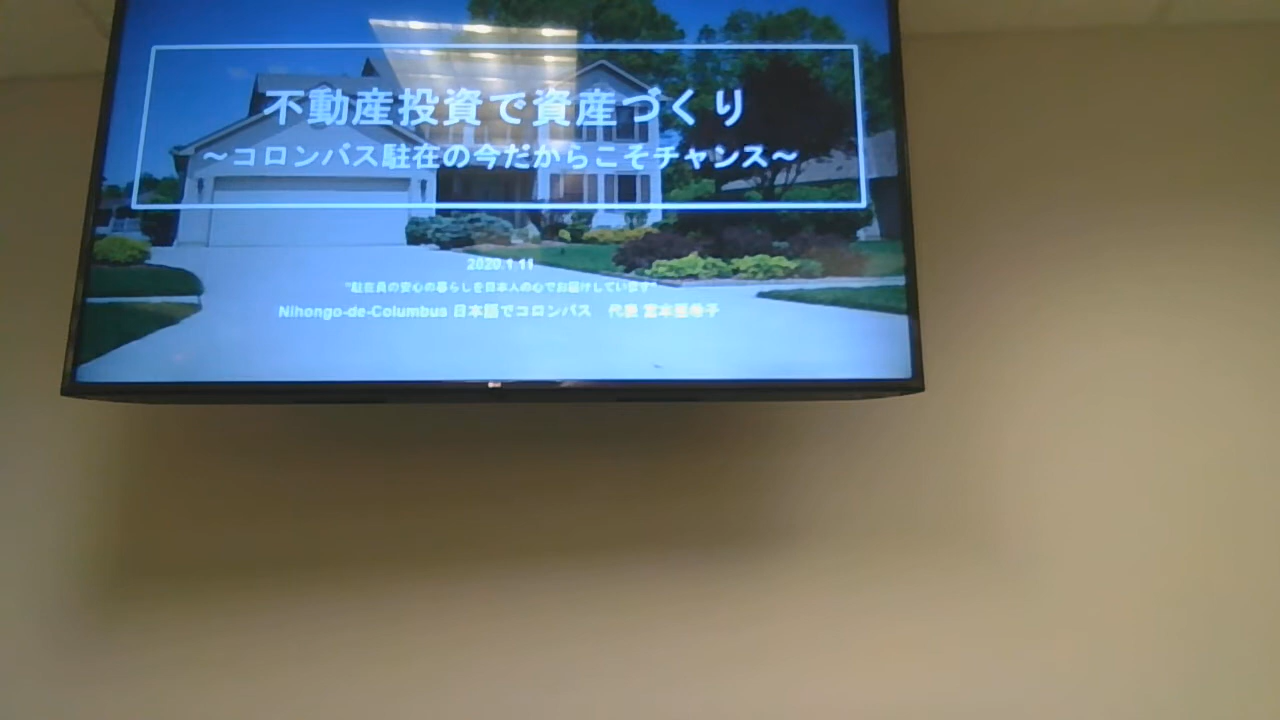 不動産投資で資産づくり
～コロンバス駐在の今だからこそチャンス～
2020.1.11
"駐在員の安心の暮らしを日本人の心でお届けしています"
Nihongo-de-Columbus 日本語でコロンバス 代表